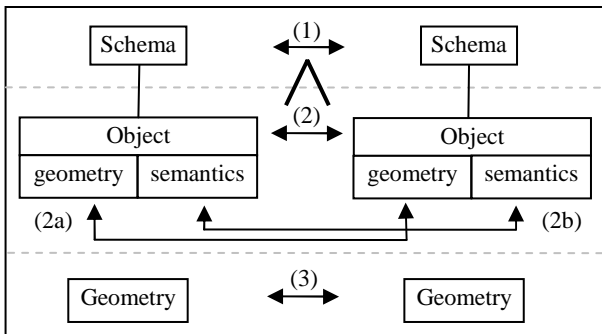 (1)
Schema Schema
(2)
Object Object
geometry semantics geometry semantics
(2a) (2b)
(3)
Geometry Geometry